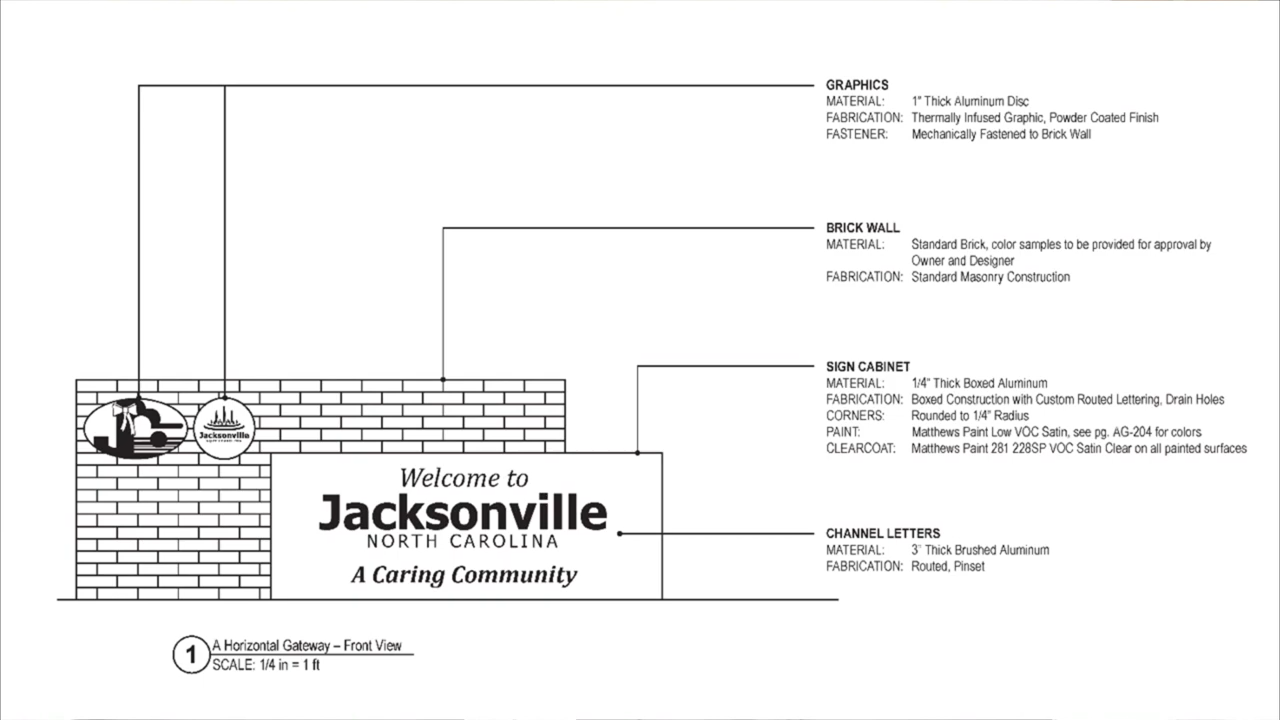 GRAPHICS
MATERIAL: 1" Thick Aluminum Disc
FABRICATION: Thermally Infused Graphic, Powder Coated Finish
FASTENER: Mechanically Fastened to Brick Wall
BRICK WALL
MATERIAL: Standard Brick, color samples to be provided for approval by
Owner and Designer
FABRICATION: Standard Masonry Construction
SIGN CABINET
MATERIAL: 1/4" Thick Boxed Aluminum
FABRICATION: Boxed Construction with Custom Routed Lettering, Drain Holes
CORNERS: Rounded to 1/4" Radius
PAINT: Matthews Paint Low VOC Satin, see pg. AG-204 for colors
CLEARCOAT: Matthews Paint 281 228SP VOC Satin Clear on all painted surfaces
CHANNEL LETTERS
MATERIAL: 3" Thick Brushed Aluminum
FABRICATION: Routed, Pinset
Jacksonville
Welcome to
Jacksonville
NORTH CAROLINA
A Caring Community
1
A Horizontal Gateway – Front View
SCALE: 1/4 in = 1 ft